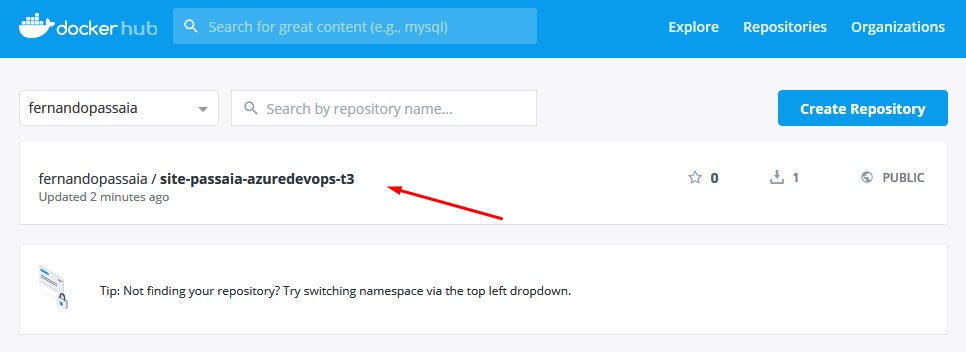 docker hub
Search for great content (e.g., mysql)
Explore
Repositories
Organizations
fernandopassaia
Search by repository name...
Create Repository
fernandopassaia / site-passaia-azuredevops-t3
0
1
PUBLIC
Updated 2 minutes ago
Tip: Not finding your repository? Try switching namespace via the top left dropdown.